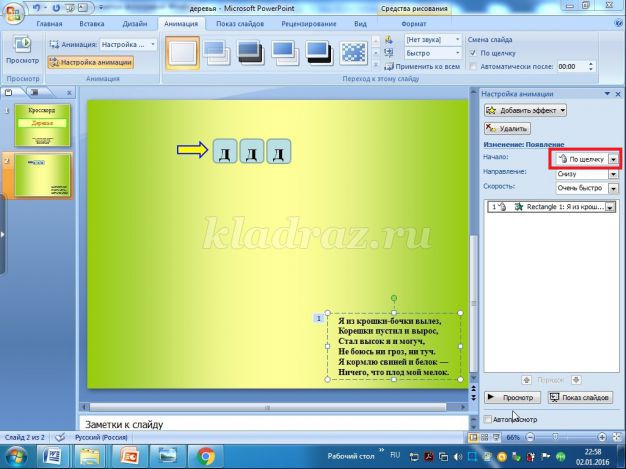 деревья - Microsoft PowerPoint
Средства рисования
Главная Вставка Дизайн Анимация Показ слайдов Рецензирование Вид Формат
Просмотр
Анимация: Настройка ...
Настройка анимации
[Нет звука]
Быстро
Применить ко всем
Смена слайда
По щелчку
Автоматически после: 00:00
Просмотр Анимация Переход к этому слайду
1
Кроссворд
Деревья
2
д д д
kladraz.ru
1
Я из крошки-бочки вылез,
Корешки пустил и вырос,
Стал высок я и могуч,
Не боюсь ни гроз, ни туч.
Я кормлю свиней и белок —
Ничего, что плод мой мелок.
Настройка анимации
Добавить эффект
Удалить
Изменение: Появление
Начало: По щелчку
Направление: Снизу
Скорость: Очень быстро
1 Rectangle 1: Я из крош...
Порядок
Просмотр Показ слайдов
Автопросмотр
Заметки к слайду
Слайд 2 из 2 Русский (Россия) 66%
Рабочий стол » RU 22:58
02.01.2016